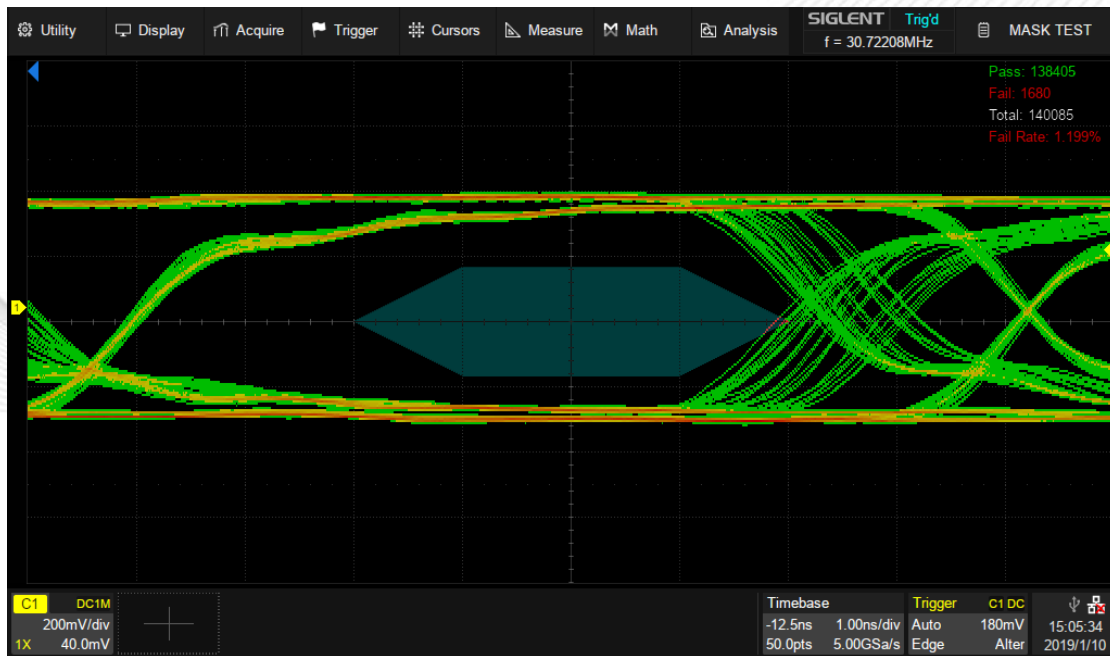 Utility Display Acquire Trigger Cursors Measure Math Analysis SIGLENT Trig'd MASK TEST
f = 30.72208MHz
Pass: 138405
Fail: 1680
Total: 140085
Fail Rate: 1.199%
1
C1 DC1M
200mV/div
1X 40.0mV
Timebase
-12.5ns 1.00ns/div
50.0pts 5.00GSa/s
Trigger C1 DC
Auto 180mV
Edge Alter
15:05:34
2019/1/10